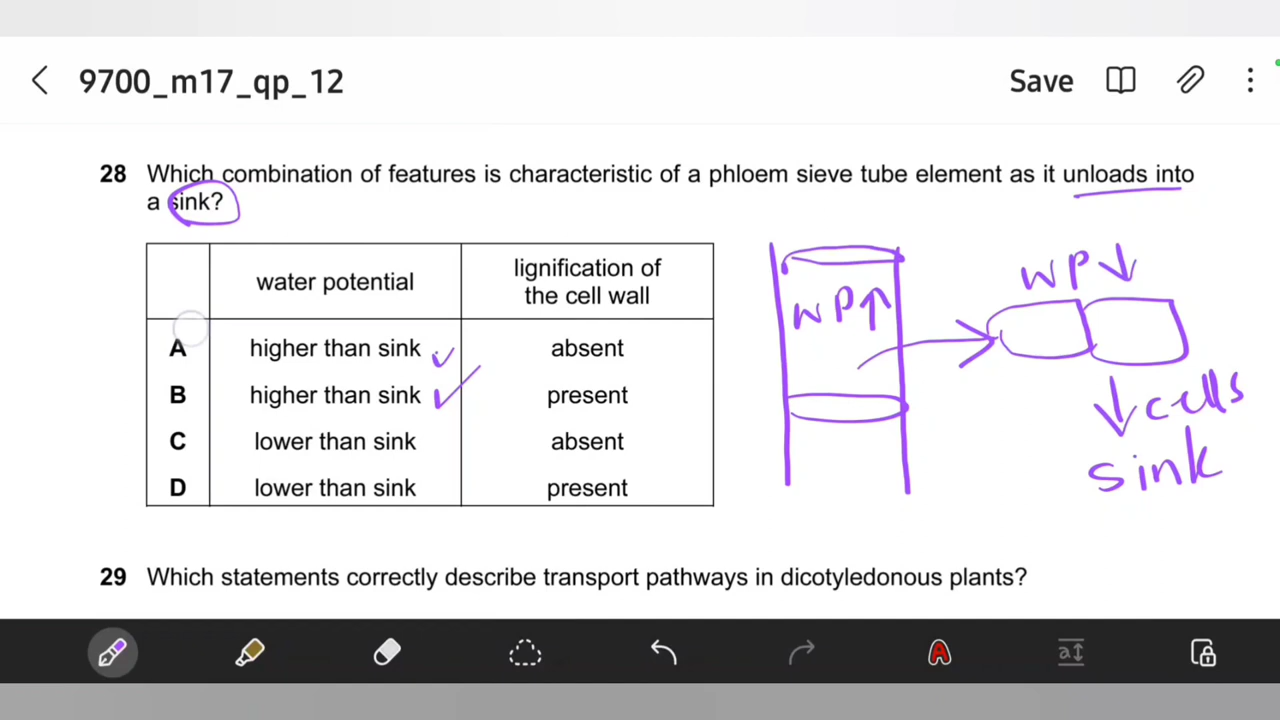 9700_m17_qp_12
Save
28 Which combination of features is characteristic of a phloem sieve tube element as it unloads into
a sink?
water potential
lignification of
the cell wall
A higher than sink absent
B higher than sink present
C lower than sink absent
D lower than sink present
WP↑
WP↓
↓cells
sink
29 Which statements correctly describe transport pathways in dicotyledonous plants?
A
a